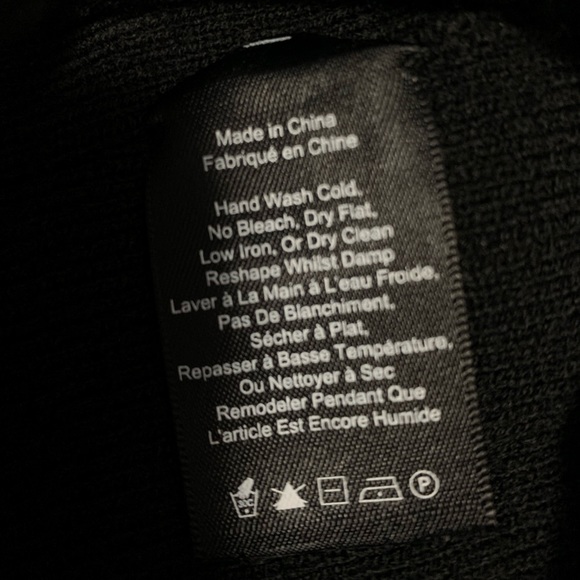 Made in China
Fabriqué en Chine
Hand Wash Cold,
No Bleach, Dry Flat,
Low Iron, Or Dry Clean
Reshape Whilst Damp
Laver à La Main à L'eau Froide,
Pas De Blanchiment,
Sécher à Plat,
Repasser à Basse Température,
Ou Nettoyer à Sec
Remodeler Pendant Que
L'article Est Encore Humide
30C P